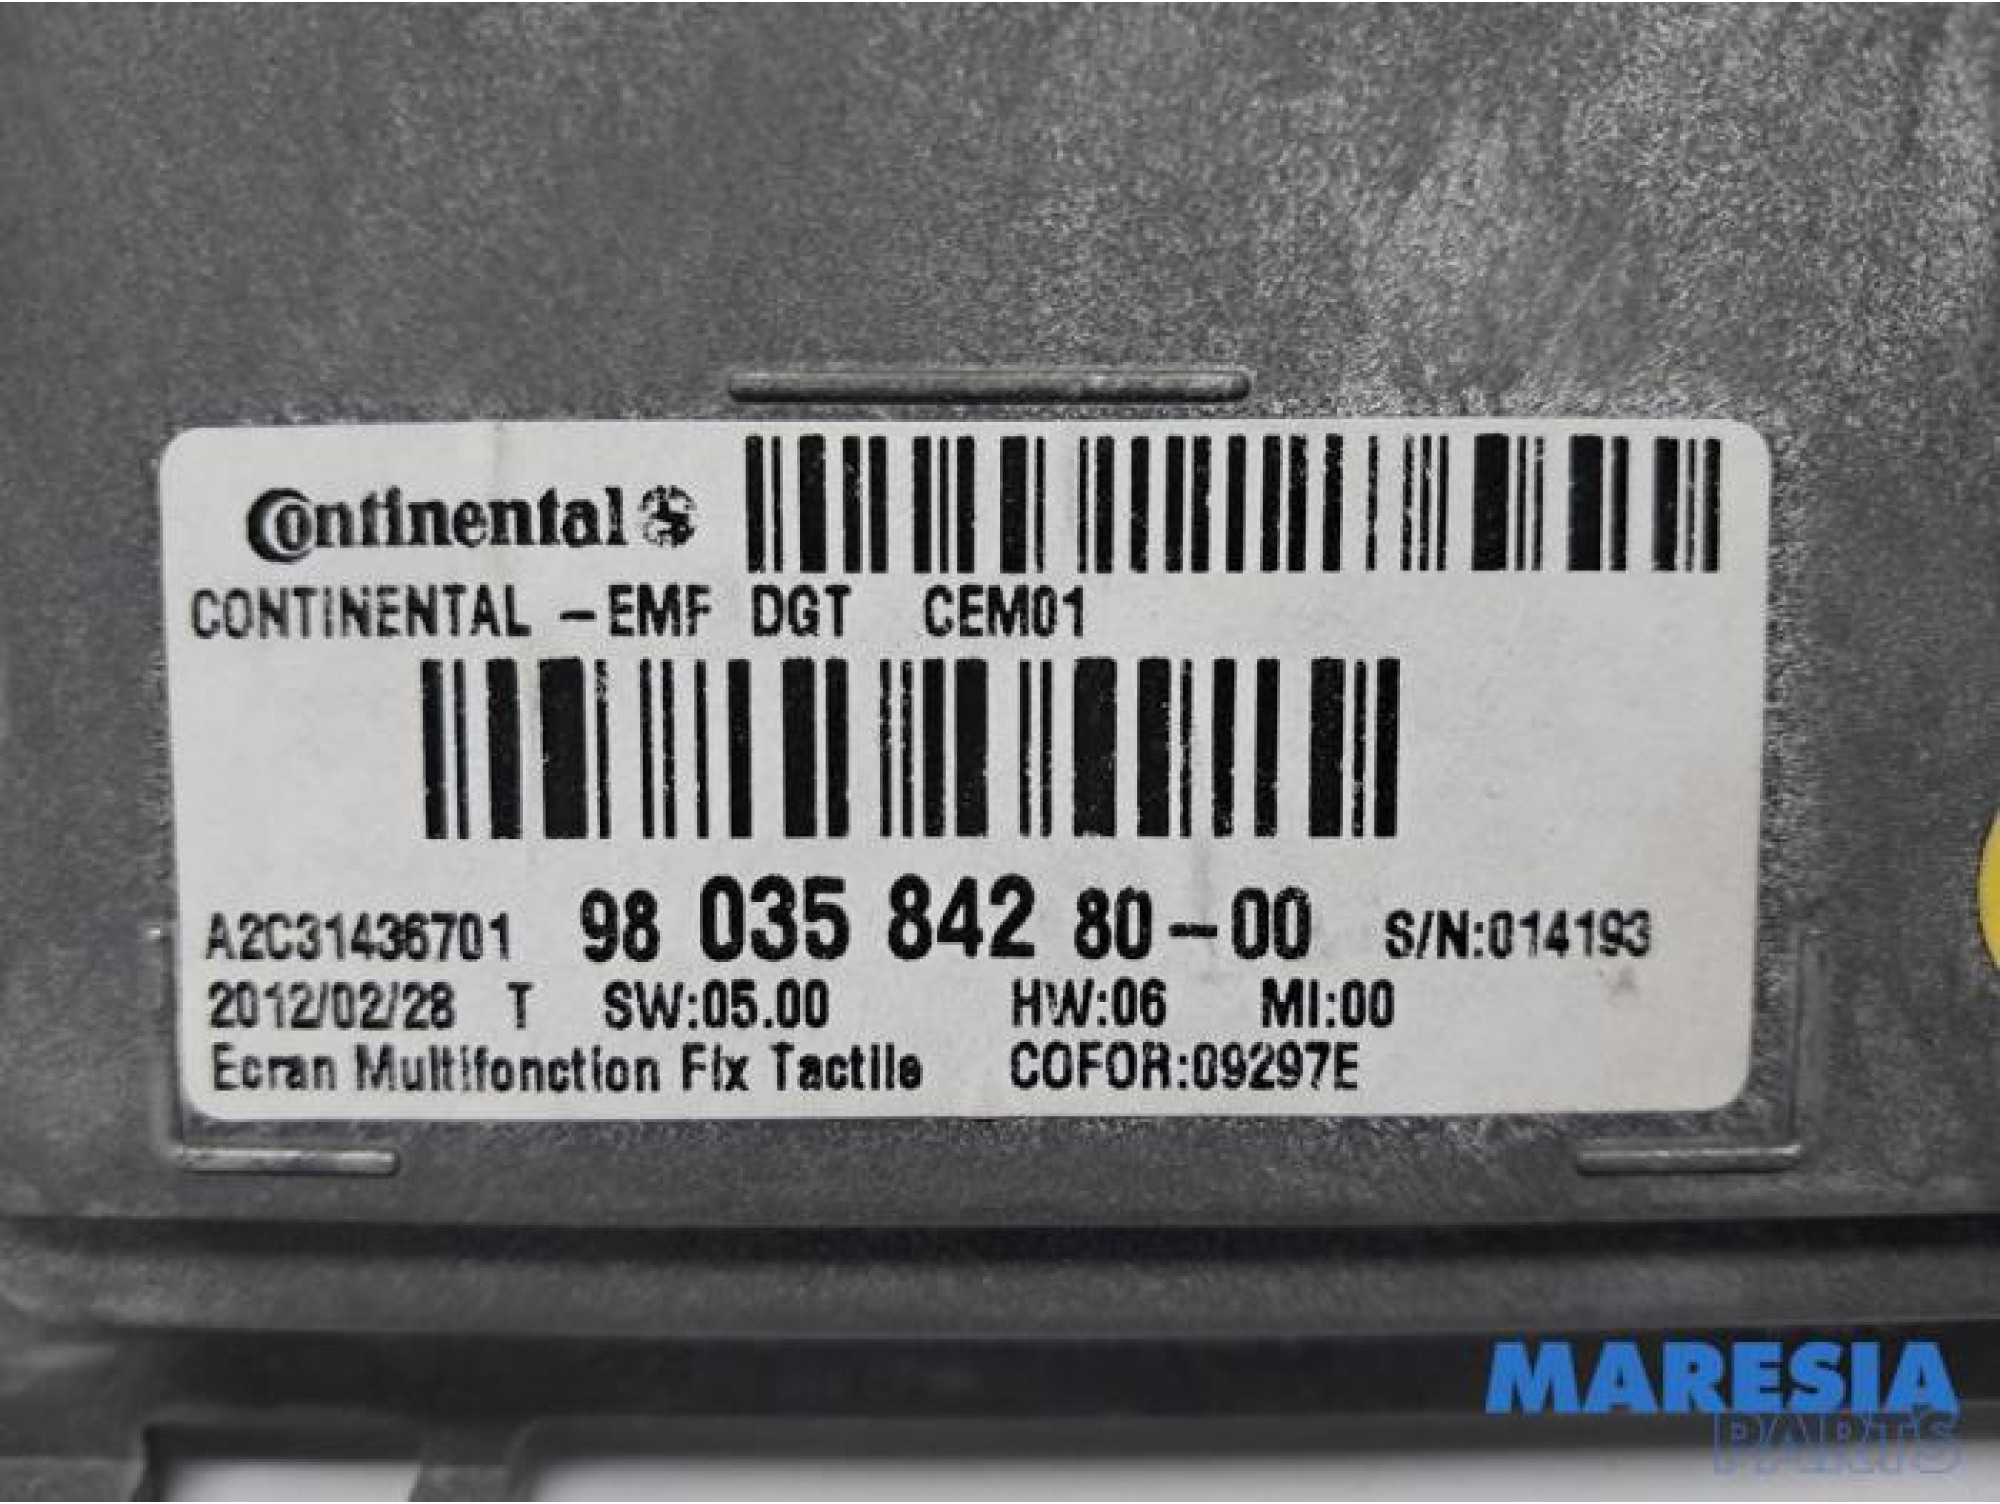 Continental
CONTINENTAL -EMF DGT CEM01
A2C31436701 98 035 842 80-00 S/N:014193
2012/02/28 T SW:05.00 HW:06 MI:00
Ecran Multifonction Fix Tactile COFOR:09297E
MARESIA
PARTS